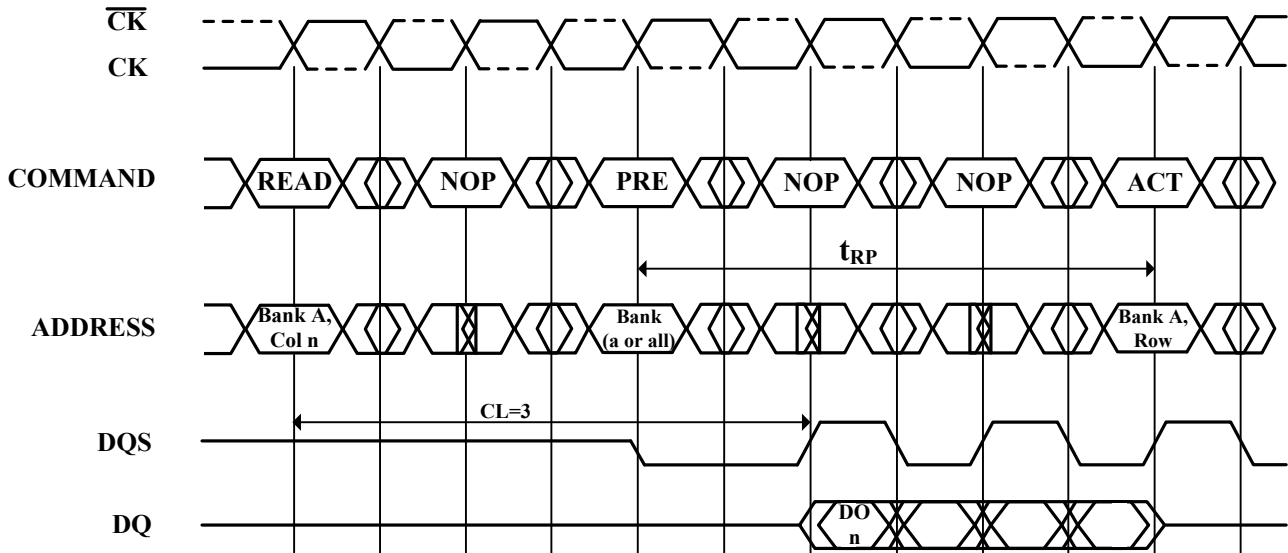 CK
CK
COMMAND
READ
NOP
PRE
NOP
NOP
ACT
tRP
ADDRESS
Bank A,
Col n
Bank
(a or all)
Bank A,
Row
CL=3
DQS
DQ
DO
n